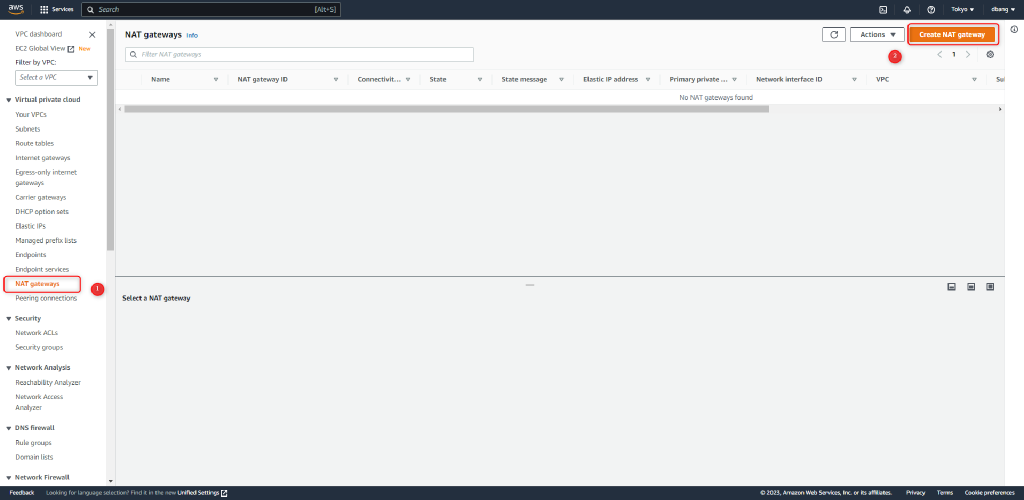 aws
Services
Search
[Alt+S]
Tokyo
dbang
VPC dashboard
EC2 Global View New
Filter by VPC:
Select a VPC
Virtual private cloud
Your VPCs
Subnets
Route tables
Internet gateways
Egress-only internet
gateways
Carrier gateways
DHCP option sets
Elastic IPs
Managed prefix lists
Endpoints
Endpoint services
NAT gateways
1
Peering connections
Security
Network ACLs
Security groups
Network Analysis
Reachability Analyzer
Network Access
Analyzer
DNS firewall
Rule groups
Domain lists
Network Firewall
NAT gateways Info
Actions
Create NAT gateway
2
Filter NAT gateways
1
Name NAT gateway ID Connectivit... State State message Elastic IP address Primary private ... Network interface ID VPC Su
No NAT gateways found
Select a NAT gateway
Feedback Looking for language selection? Find it in the new Unified Settings
© 2023, Amazon Web Services, Inc. or its affiliates. Privacy Terms Cookie preferences